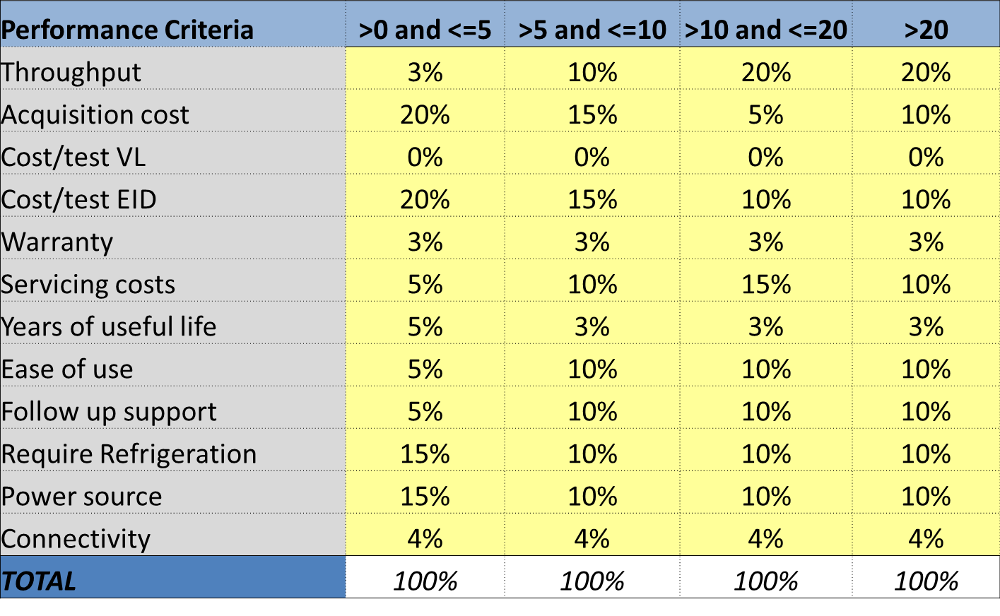 Performance Criteria >0 and <=5 >5 and <=10 >10 and <=20 >20
Throughput 3% 10% 20% 20%
Acquisition cost 20% 15% 5% 10%
Cost/test VL 0% 0% 0% 0%
Cost/test EID 20% 15% 10% 10%
Warranty 3% 3% 3% 3%
Servicing costs 5% 10% 15% 10%
Years of useful life 5% 3% 3% 3%
Ease of use 5% 10% 10% 10%
Follow up support 5% 10% 10% 10%
Require Refrigeration 15% 10% 10% 10%
Power source 15% 10% 10% 10%
Connectivity 4% 4% 4% 4%
TOTAL 100% 100% 100% 100%